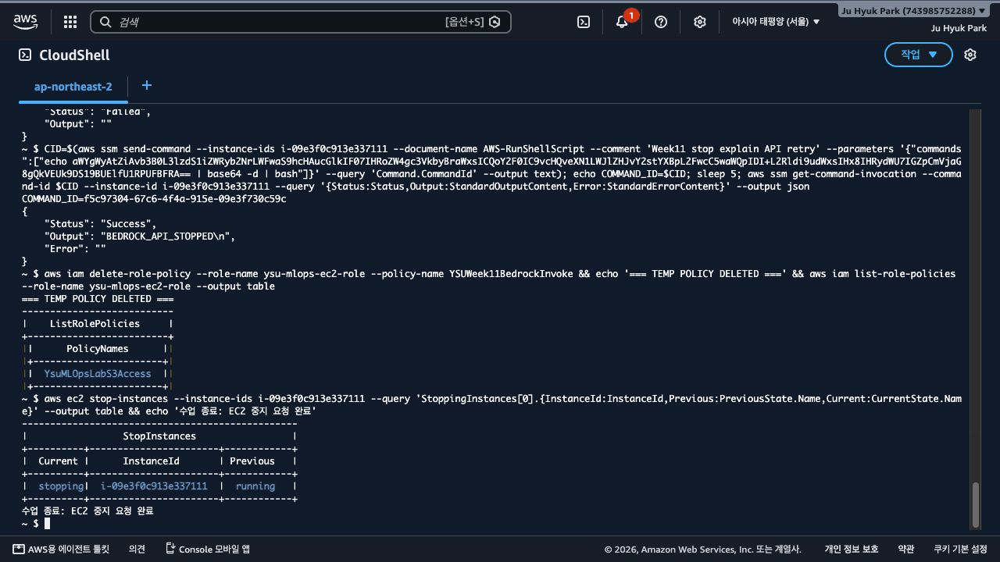 aws
검색
[옵션+S]
1
아시아 태평양 (서울) ▼
Ju Hyuk Park (743985752288) ▼
Ju Hyuk Park
CloudShell
작업 ▼
ap-northeast-2
+
"Status": "Failed",
"Output": ""
}
~ $ CID=$(aws ssm send-command --instance-ids i-09e3f0c913e337111 --document-name AWS-RunShellScript --comment 'Week11 stop explain API retry' --parameters '{"commands
":["echo aWYgWyAtZiAvb3B0L3lzdS1iZWRyb2NrLWFwaS9hcHAucGlkIF07IHRoZW4gc3VkbyBraWxsICQoY2F0IC9vcHQveXN1LWJlZHJvY2stYXBpL2FwcC5waWQpIDI+L2Rldi9udWxsIHx8IHRydWU7IGZpCmVjaG
8gQkVEUk9DS19BUElfU1RPUFBFRA== | base64 -d | bash"]}' --query 'Command.CommandId' --output text); echo COMMAND_ID=$CID; sleep 5; aws ssm get-command-invocation --comma
nd-id $CID --instance-id i-09e3f0c913e337111 --query '{Status:Status,Output:StandardOutputContent,Error:StandardErrorContent}' --output json
COMMAND_ID=f5c97304-67c6-4f4a-915e-09e3f730c59c
{
"Status": "Success",
"Output": "BEDROCK_API_STOPPED\n",
"Error": ""
}
~ $ aws iam delete-role-policy --role-name ysu-mlops-ec2-role --policy-name YSUWeek11BedrockInvoke && echo '=== TEMP POLICY DELETED ===' && aws iam list-role-policies
--role-name ysu-mlops-ec2-role --output table
=== TEMP POLICY DELETED ===
---------------------------
|    ListRolePolicies     |
+-------------------------+
||      PolicyNames      ||
|+-----------------------+|
||  YsuMLOpsLabS3Access  ||
|+-----------------------+|
~ $ aws ec2 stop-instances --instance-ids i-09e3f0c913e337111 --query 'StoppingInstances[0].{InstanceId:InstanceId,Previous:PreviousState.Name,Current:CurrentState.Nam
e}' --output table && echo '수업 종료: EC2 중지 요청 완료'
------------------------------------------------
|                StopInstances                 |
+----------+----------------------+------------+
|  Current |      InstanceId      |  Previous  |
+----------+----------------------+------------+
|  stopping|  i-09e3f0c913e337111  |  running   |
+----------+----------------------+------------+
수업 종료: EC2 중지 요청 완료
~ $
AWS용 에이전트 툴킷
의견
Console 모바일 앱
© 2026, Amazon Web Services, Inc. 또는 계열사.
개인 정보 보호
약관
쿠키 기본 설정